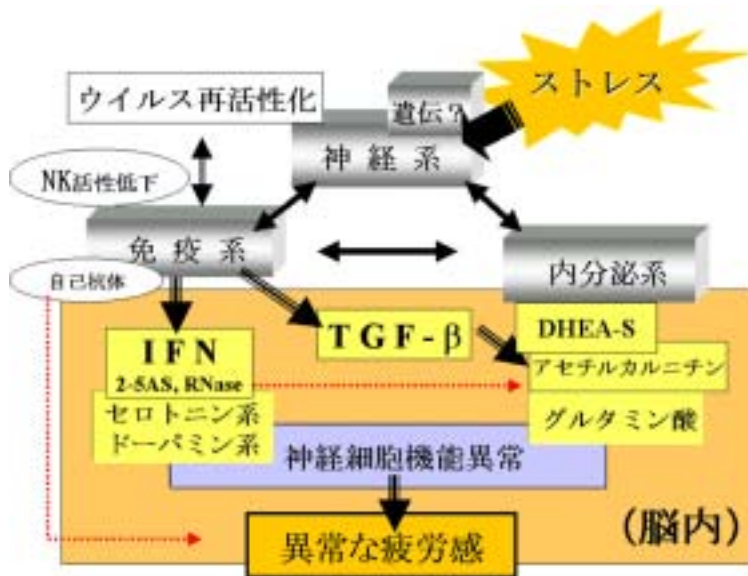 ストレス
遺伝?
ウイルス再活性化
神経系
NK活性低下
免疫系
内分泌系
自己抗体
IFN
2-5AS, RNase
TGF-β
DHEA-S
アセチルカルニチン
セロトニン系
ドーパミン系
グルタミン酸
神経細胞機能異常
(脳内)
異常な疲労感